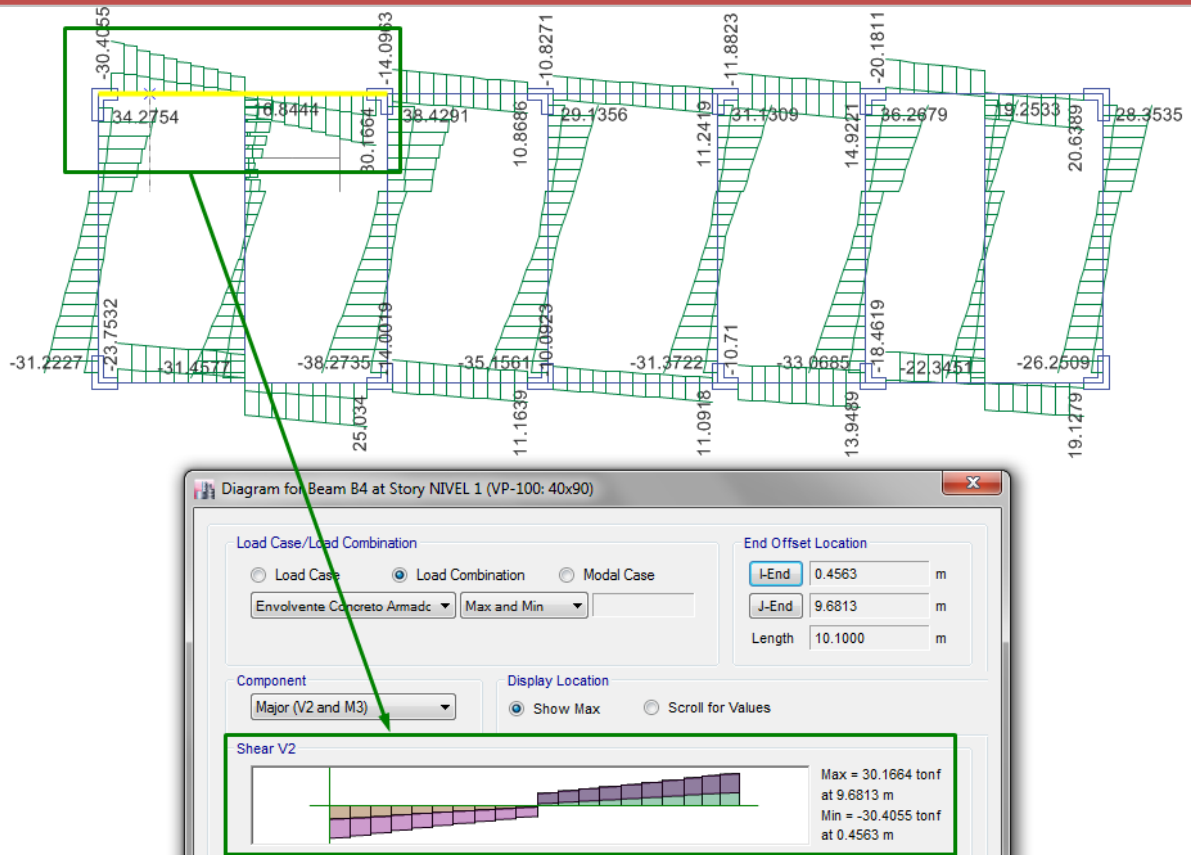 -30.4055
-14.0963
-10.8271
-11.8823
-20.1811
34.2754
16.8444
30.1664
38.4291
10.8686
29.1356
11.2419
31.1309
14.9221
36.2679
19.2533
20.6389
28.3535
-31.2227
-23.7532
-31.4577
-38.2735
-14.0019
-35.1561
-10.0923
-31.3722
-10.71
-33.0685
-18.4619
-22.3451
-26.2509
25.034
11.1639
11.0918
13.9489
19.1279
Diagram for Beam B4 at Story NIVEL 1 (VP-100: 40x90)
Load Case/Load Combination
Load Case
Load Combination
Modal Case
Envolvente Concreto Armadc
Max and Min
End Offset Location
I-End 0.4563 m
J-End 9.6813 m
Length 10.1000 m
Component
Major (V2 and M3)
Display Location
Show Max
Scroll for Values
Shear V2
Max = 30.1664 tonf
at 9.6813 m
Min = -30.4055 tonf
at 0.4563 m